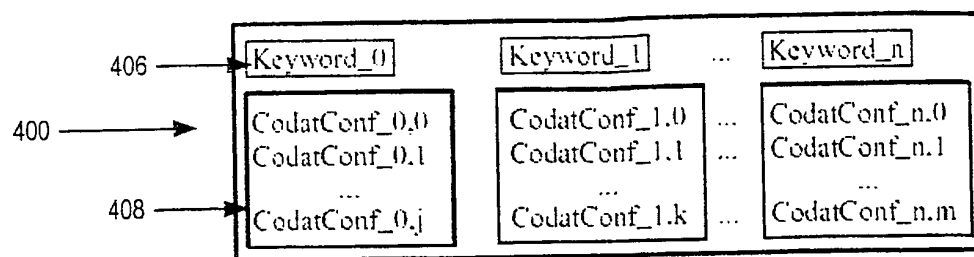 406 Keyword_0 Keyword_1 ... Keyword_n
CodatConf_0.0 CodatConf_1.0 ... CodatConf_n.0
400
CodatConf_0.1 CodatConf_1.1 ... CodatConf_n.1
... ... ...
408
CodatConf_0.j CodatConf_1.k ... CodatConf_n.m